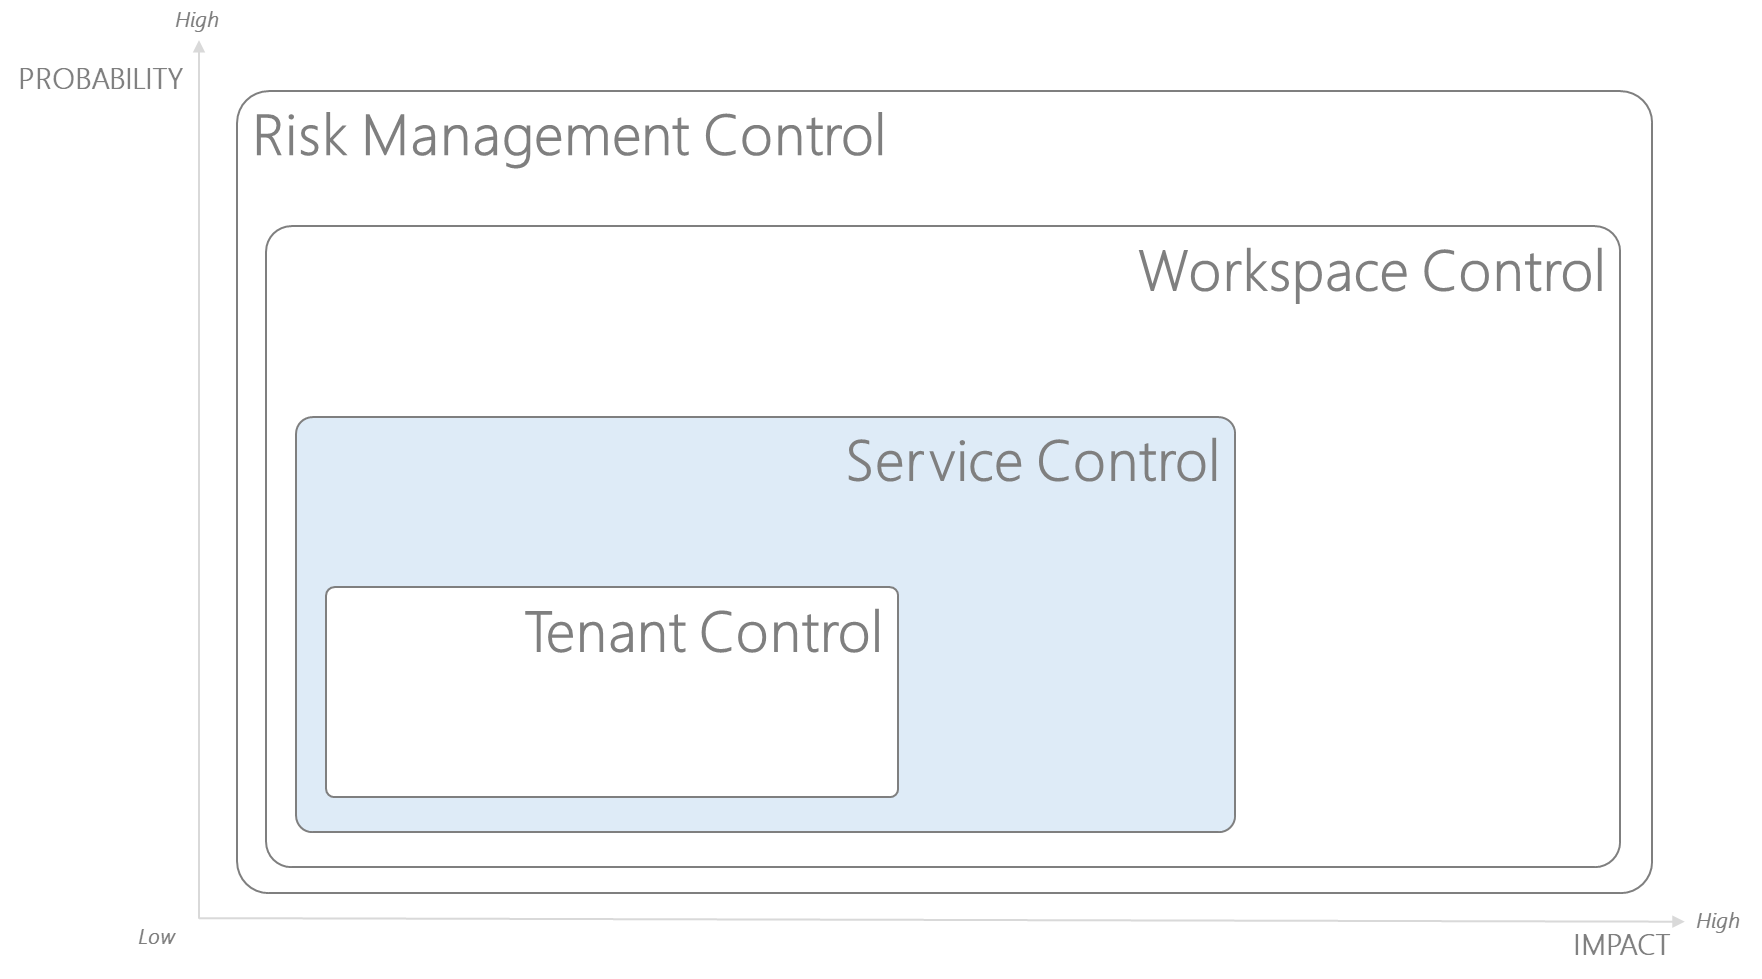 High
PROBABILITY
Risk Management Control
Workspace Control
Service Control
Tenant Control
High
Low
IMPACT